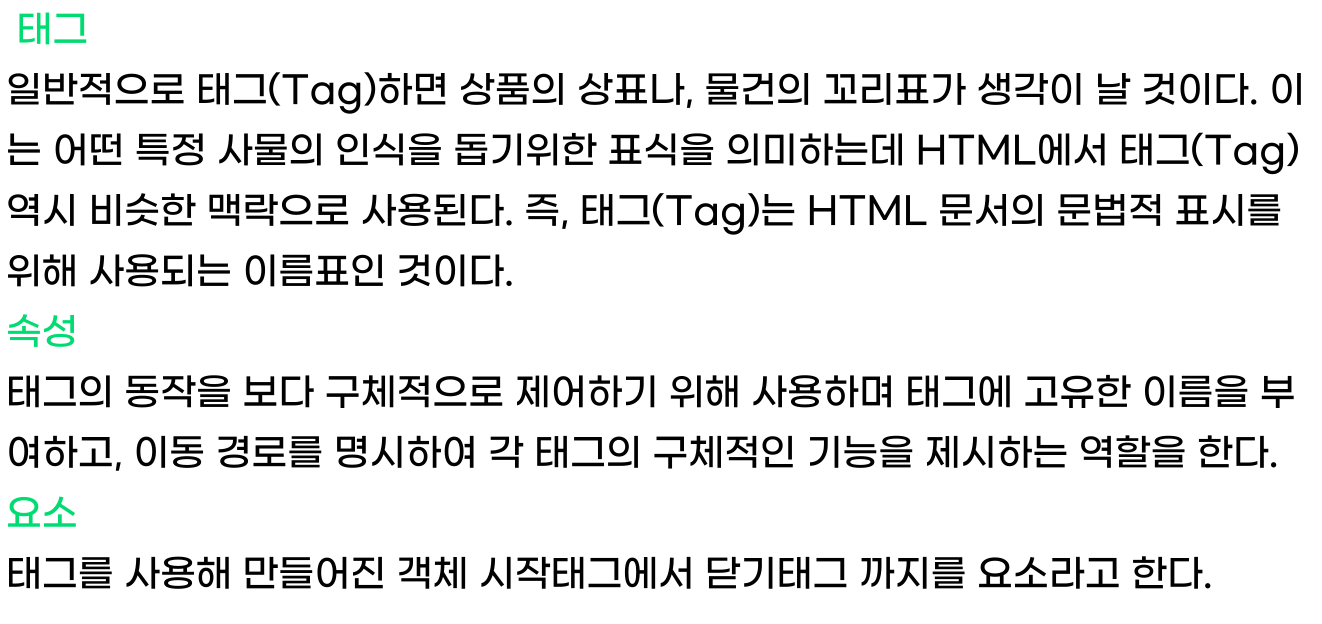 태그
일반적으로 태그(Tag)하면 상품의 상표나, 물건의 꼬리표가 생각이 날 것이다. 이
는 어떤 특정 사물의 인식을 돕기위한 표식을 의미하는데 HTML에서 태그(Tag)
역시 비슷한 맥락으로 사용된다. 즉, 태그(Tag)는 HTML 문서의 문법적 표시를
위해 사용되는 이름표인 것이다.
속성
태그의 동작을 보다 구체적으로 제어하기 위해 사용하며 태그에 고유한 이름을 부
여하고, 이동 경로를 명시하여 각 태그의 구체적인 기능을 제시하는 역할을 한다.
요소
태그를 사용해 만들어진 객체 시작태그에서 닫기태그 까지를 요소라고 한다.